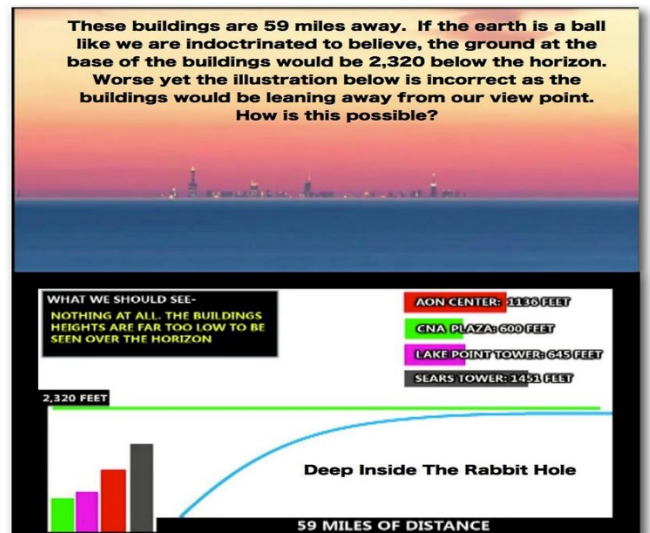 These buildings are 59 miles away. If the earth is a ball
like we are indoctrinated to believe, the ground at the
base of the buildings would be 2,320 below the horizon.
Worse yet the illustration below is incorrect as the
buildings would be leaning away from our view point.
How is this possible?
WHAT WE SHOULD SEE-
NOTHING AT ALL. THE BUILDINGS
HEIGHTS ARE FAR TOO LOW TO BE
SEEN OVER THE HORIZON
AON CENTER: 1136 FEET
CNA PLAZA: 600 FEET
LAKE POINT TOWER: 645 FEET
SEARS TOWER: 1451 FEET
2,320 FEET
Deep Inside The Rabbit Hole
59 MILES OF DISTANCE